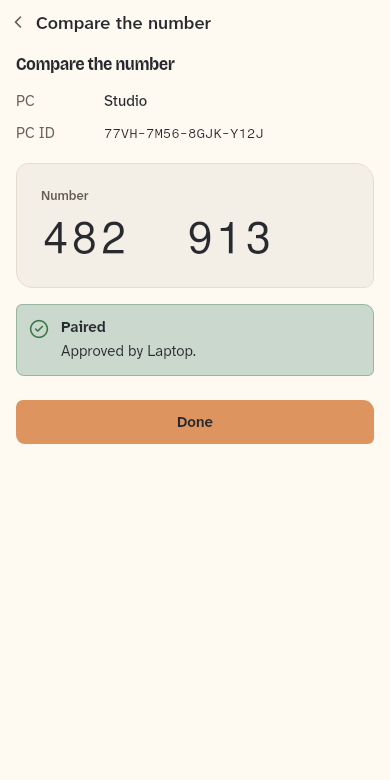 Compare the number
Compare the number
PC Studio
PC ID 77VH-7M56-8GJK-Y12J
Number
482 913
Paired
Approved by Laptop.
Done